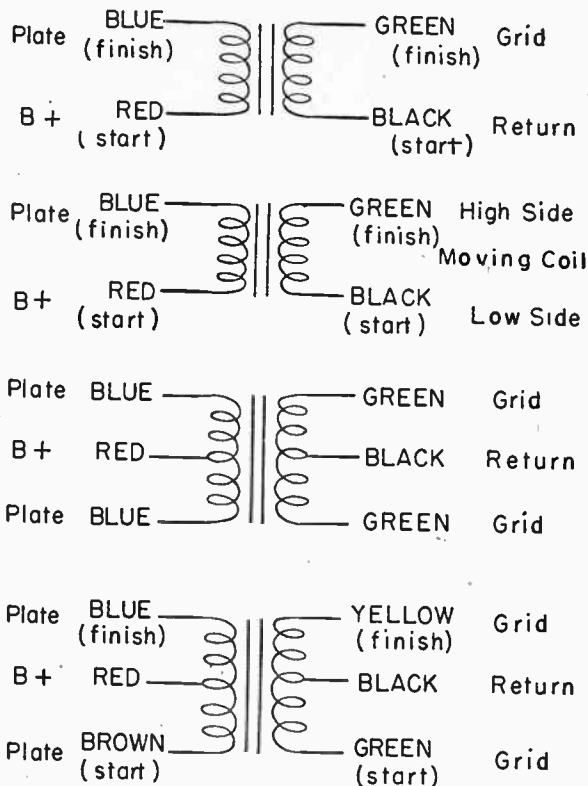 Plate BLUE GREEN Grid
(finish) (finish)
B+ RED BLACK Return
(start) (start)
Plate BLUE GREEN High Side
(finish) (finish)
Moving Coil
B+ RED BLACK
(start) (start) Low Side
Plate BLUE GREEN Grid
B+ RED BLACK Return
Plate BLUE GREEN Grid
Plate BLUE YELLOW Grid
(finish) (finish)
B+ RED BLACK Return
Plate BROWN GREEN Grid
(start) (start)